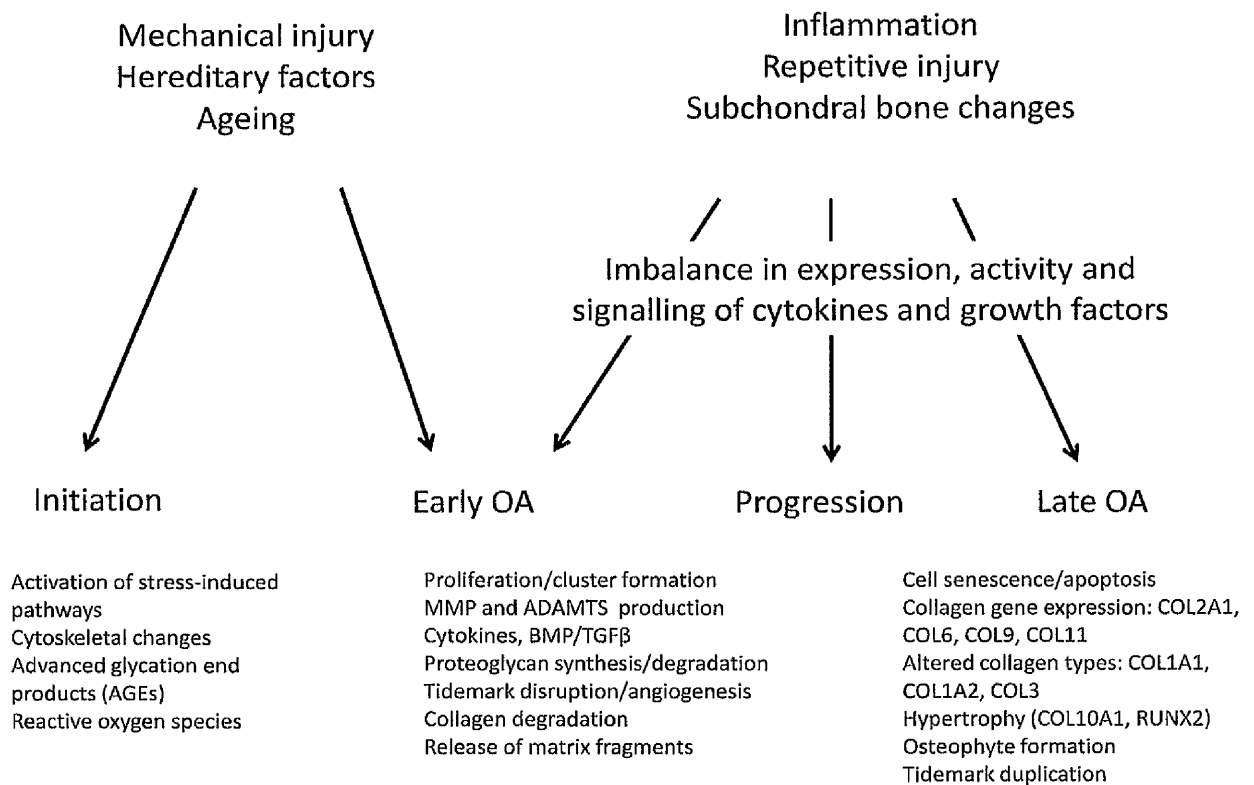 Mechanical injury
Hereditary factors
Ageing
Inflammation
Repetitive injury
Subchondral bone changes
Imbalance in expression, activity and
signalling of cytokines and growth factors
Initiation
Early OA
Progression
Late OA
Activation of stress-induced
pathways
Cytoskeletal changes
Advanced glycation end
products (AGEs)
Reactive oxygen species
Proliferation/cluster formation
MMP and ADAMTS production
Cytokines, BMP/TGFβ
Proteoglycan synthesis/degradation
Tidemark disruption/angiogenesis
Collagen degradation
Release of matrix fragments
Cell senescence/apoptosis
Collagen gene expression: COL2A1,
COL6, COL9, COL11
Altered collagen types: COL1A1,
COL1A2, COL3
Hypertrophy (COL10A1, RUNX2)
Osteophyte formation
Tidemark duplication